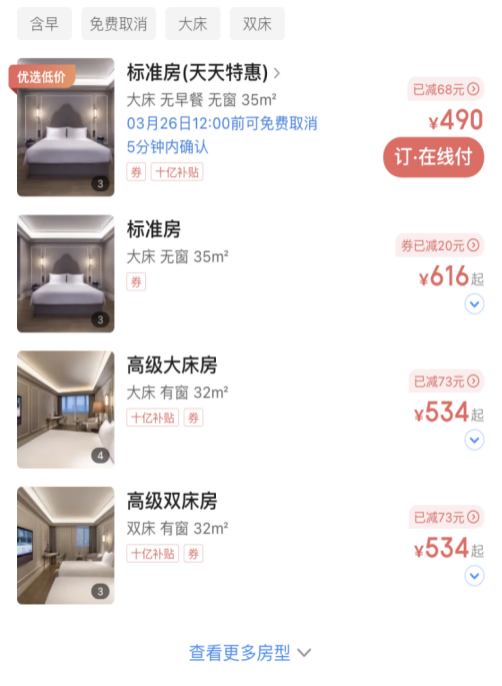 含早 免费取消 大床 双床
优选低价
标准房(天天特惠)
已减68元
大床 无早餐 无窗 35m²
¥490
03月26日12:00前可免费取消
5分钟内确认
订·在线付
券 十亿补贴
3
标准房
券已减20元
大床 无窗 35m²
¥616起
券
3
高级大床房
已减73元
大床 有窗 32m²
¥534起
十亿补贴 券
4
高级双床房
已减73元
双床 有窗 32m²
¥534起
十亿补贴 券
3
查看更多房型